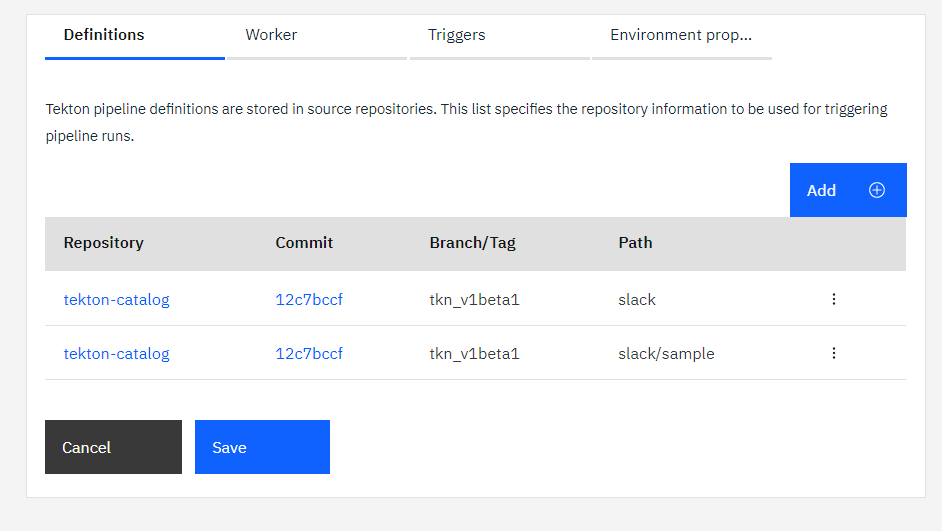 Definitions Worker Triggers Environment prop...
Tekton pipeline definitions are stored in source repositories. This list specifies the repository information to be used for triggering
pipeline runs.
Add
Repository Commit Branch/Tag Path
tekton-catalog 12c7bccf tkn_v1beta1 slack
tekton-catalog 12c7bccf tkn_v1beta1 slack/sample
Cancel Save